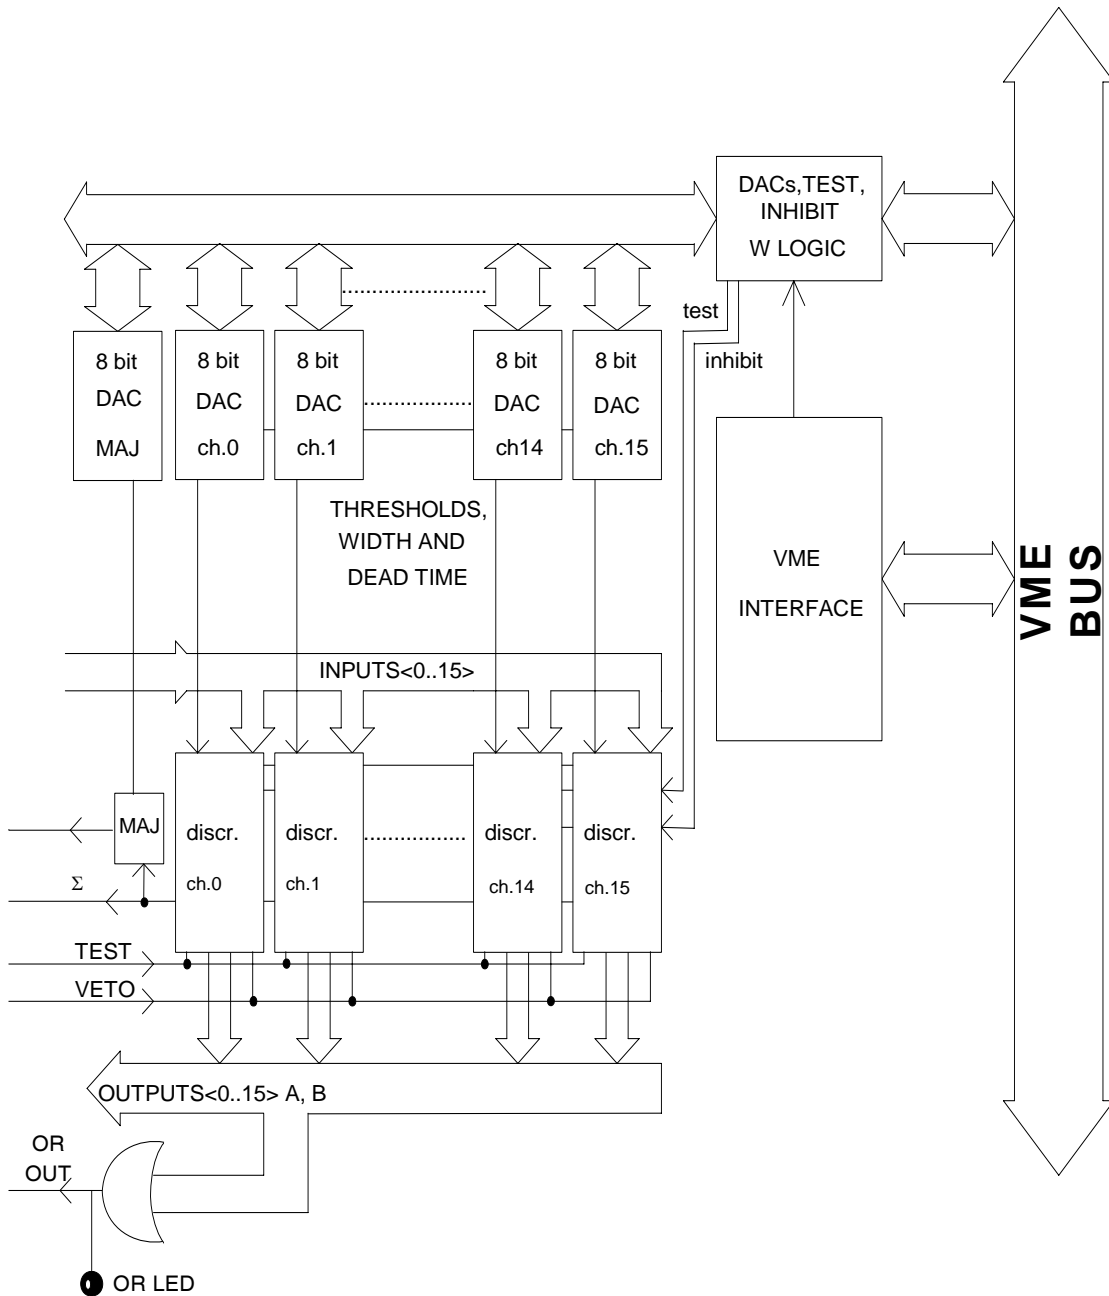 DACs,TEST,
INHIBIT
W LOGIC
test
inhibit
8 bit
DAC
MAJ
8 bit
DAC
ch.0
8 bit
DAC
ch.1
8 bit
DAC
ch14
8 bit
DAC
ch.15
THRESHOLDS,
WIDTH AND
DEAD TIME
VME
INTERFACE
VME
BUS
INPUTS<0..15>
MAJ
discr.
ch.0
discr.
ch.1
discr.
ch.14
discr.
ch.15
Σ
TEST
VETO
OUTPUTS<0..15> A, B
OR
OUT
OR LED